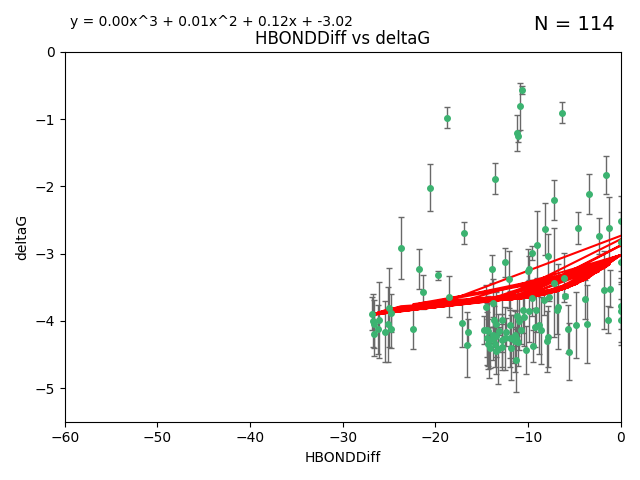 y = 0.00x^3 + 0.01x^2 + 0.12x + -3.02
N = 114
HBONDDiff vs deltaG
0
−1
−2
−3
−4
−5
deltaG
−60 −50 −40 −30 −20 −10 0
HBONDDiff